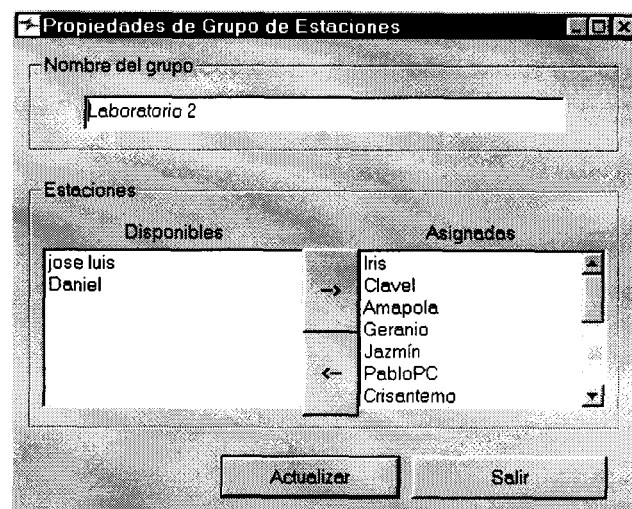 Propiedades de Grupo de Estaciones
Nombre del grupo
Laboratorio 2
Estaciones
Disponibles
Asignadas
jose luis
Daniel
->
<-
Iris
Clavel
Amapola
Geranio
Jazmín
PabloPC
Crisantemo
Actualizar
Salir